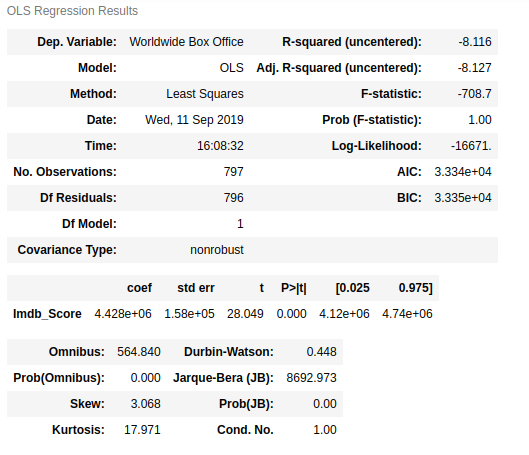 OLS Regression Results
Dep. Variable: Worldwide Box Office R-squared (uncentered): -8.116
Model: OLS Adj. R-squared (uncentered): -8.127
Method: Least Squares F-statistic: -708.7
Date: Wed, 11 Sep 2019 Prob (F-statistic): 1.00
Time: 16:08:32 Log-Likelihood: -16671.
No. Observations: 797 AIC: 3.334e+04
Df Residuals: 796 BIC: 3.335e+04
Df Model: 1
Covariance Type: nonrobust
coef std err t P>|t| [0.025 0.975]
Imdb_Score 4.428e+06 1.58e+05 28.049 0.000 4.12e+06 4.74e+06
Omnibus: 564.840 Durbin-Watson: 0.448
Prob(Omnibus): 0.000 Jarque-Bera (JB): 8692.973
Skew: 3.068 Prob(JB): 0.00
Kurtosis: 17.971 Cond. No. 1.00